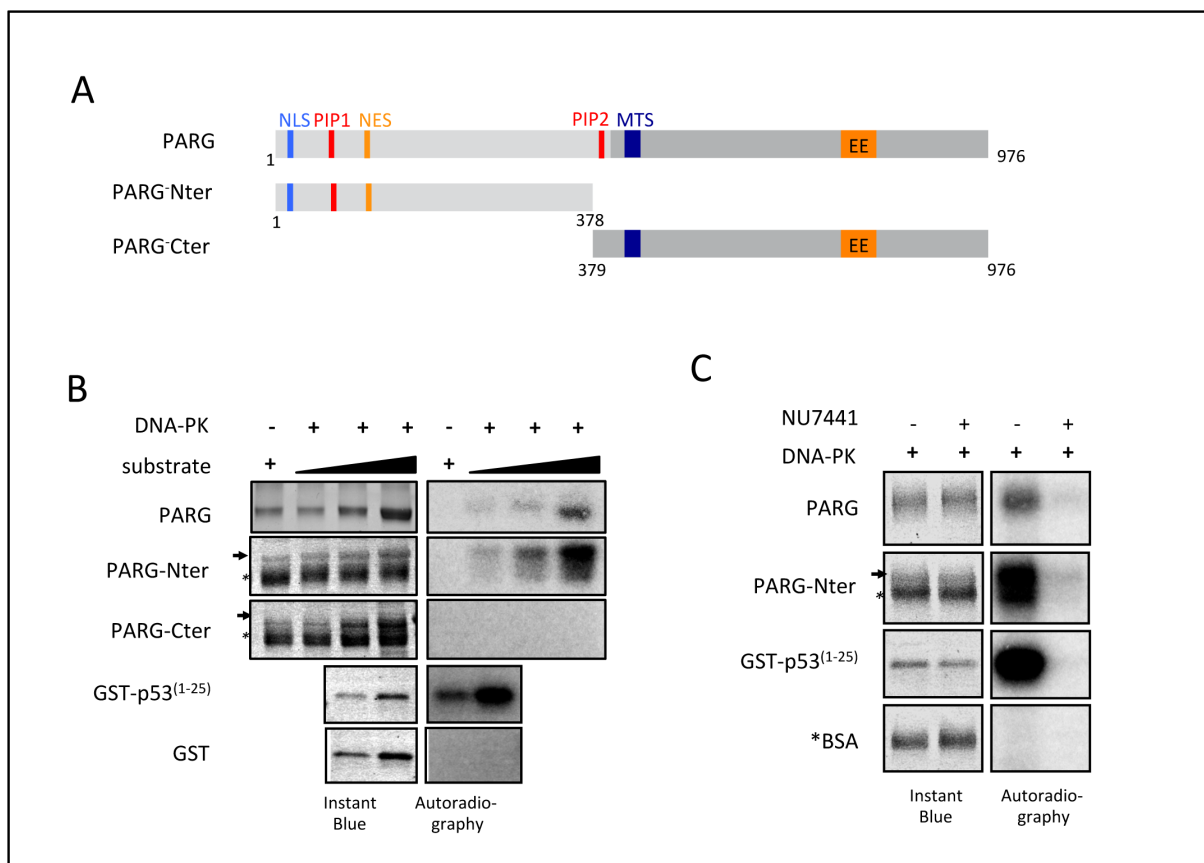 A
NLS PIP1 NES PIP2 MTS
PARG
EE
1 976
PARG-Nter
1 378
PARG-Cter
EE
379 976
B
DNA-PK - + + + - + + +
substrate + +
PARG
PARG-Nter
*
PARG-Cter
*
GST-p53(1-25)
GST
Instant Blue
Autoradio-graphy
C
NU7441 - + - +
DNA-PK + + + +
PARG
PARG-Nter
*
GST-p53(1-25)
*BSA
Instant Blue
Autoradio-graphy